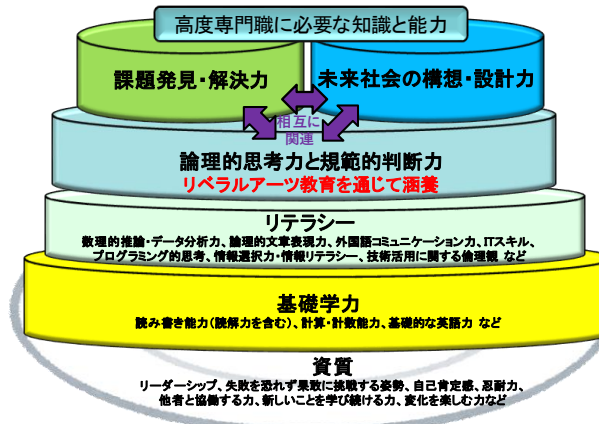 高度専門職に必要な知識と能力
課題発見・解決力
未来社会の構想・設計力
相互に
関連
論理的思考力と規範的判断力
リベラルアーツ教育を通じて涵養
リテラシー
数理的推論・データ分析力、論理的文章表現力、外国語コミュニケーション力、ITスキル、
プログラミング的思考、情報選択力・情報リテラシー、技術活用に関する倫理観 など
基礎学力
読み書き能力(読解力を含む)、計算・計数能力、基礎的な英語力 など
資質
リーダーシップ、失敗を恐れず果敢に挑戦する姿勢、自己肯定感、忍耐力、
他者と協働する力、新しいことを学び続ける力、変化を楽しむ力など